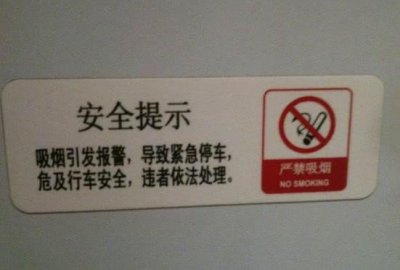 安全提示
吸烟引发报警，导致紧急停车，
危及行车安全，违者依法处理。
严禁吸烟
NO SMOKING